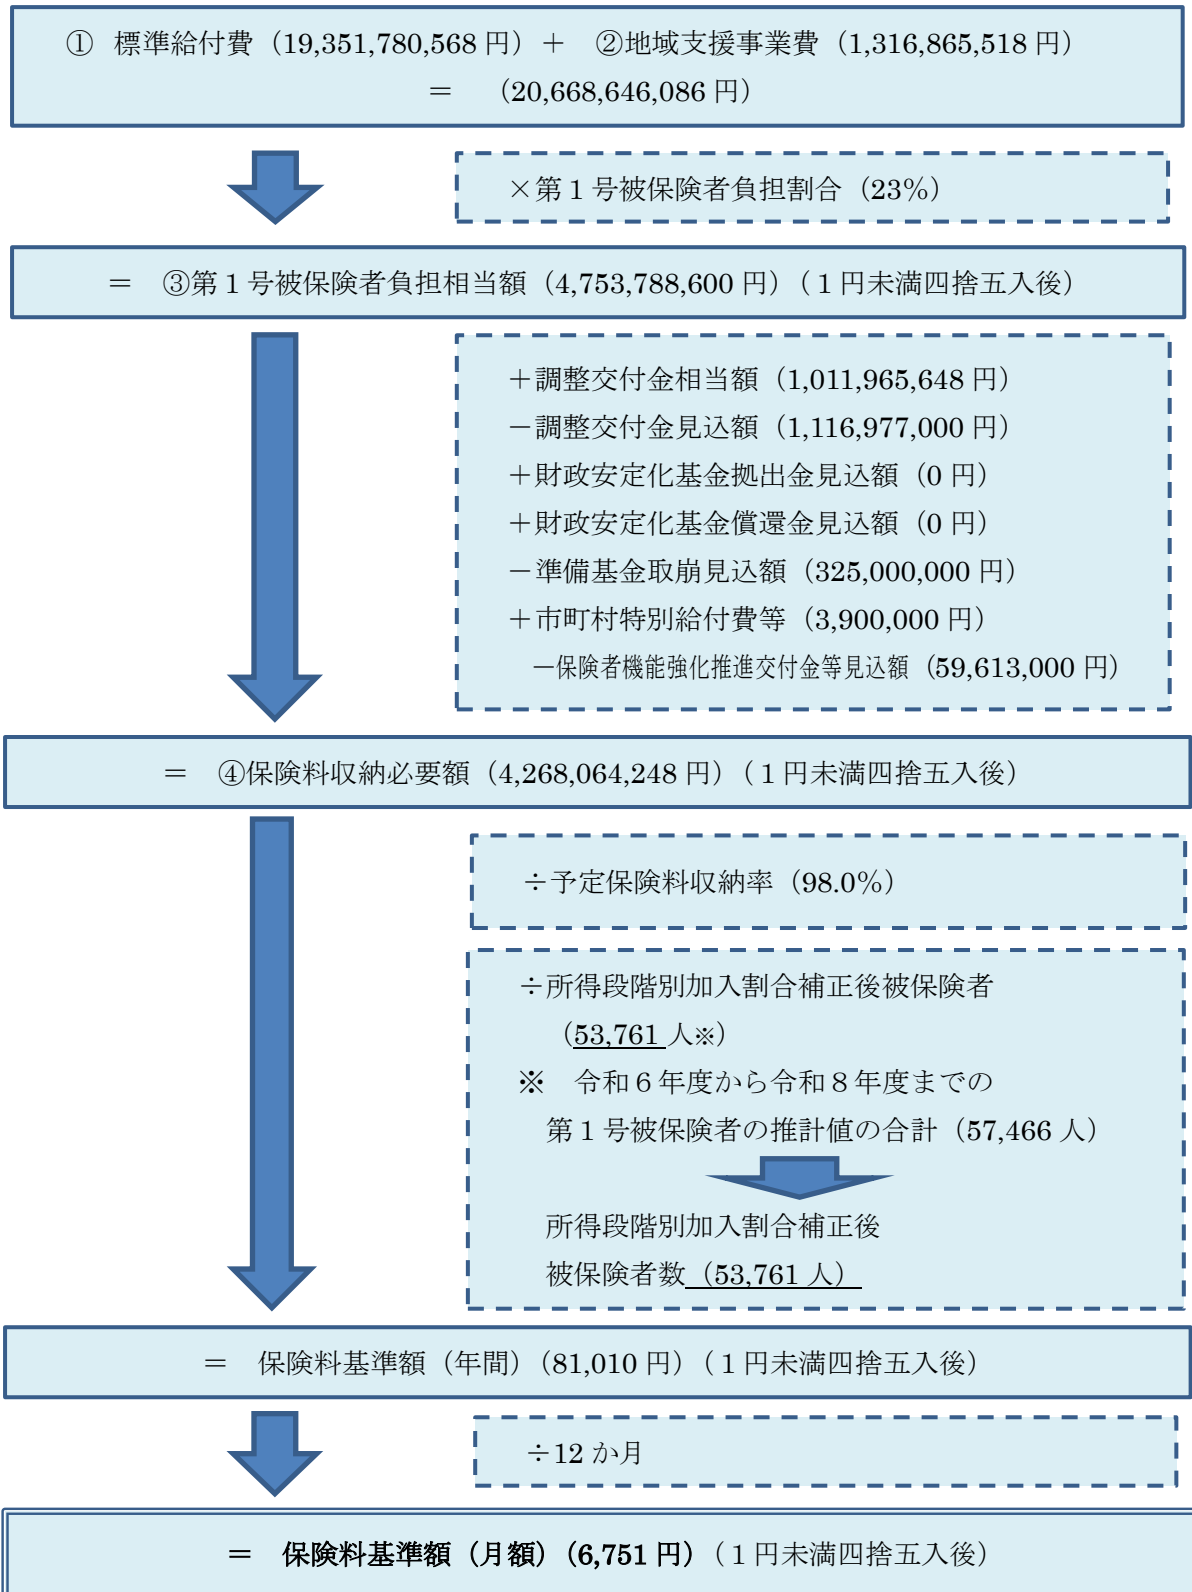 ① 標準給付費（19,351,780,568 円）＋ ②地域支援事業費（1,316,865,518 円）
＝ （20,668,646,086 円）
×第１号被保険者負担割合（23％）
＝ ③第１号被保険者負担相当額（4,753,788,600 円）（１円未満四捨五入後）
＋調整交付金相当額（1,011,965,648 円）
－調整交付金見込額（1,116,977,000 円）
＋財政安定化基金拠出金見込額（0 円）
＋財政安定化基金償還金見込額（0 円）
－準備基金取崩見込額（325,000,000 円）
＋市町村特別給付費等（3,900,000 円）
－保険者機能強化推進交付金等見込額（59,613,000 円）
＝ ④保険料収納必要額（4,268,064,248 円）（１円未満四捨五入後）
÷予定保険料収納率（98.0％）
÷所得段階別加入割合補正後被保険者
（53,761 人※）
※ 令和６年度から令和８年度までの
第１号被保険者の推計値の合計（57,466 人）
所得段階別加入割合補正後
被保険者数（53,761 人）
＝ 保険料基準額（年間）（81,010 円）（１円未満四捨五入後）
÷12 か月
＝ 保険料基準額（月額）（6,751 円）（１円未満四捨五入後）